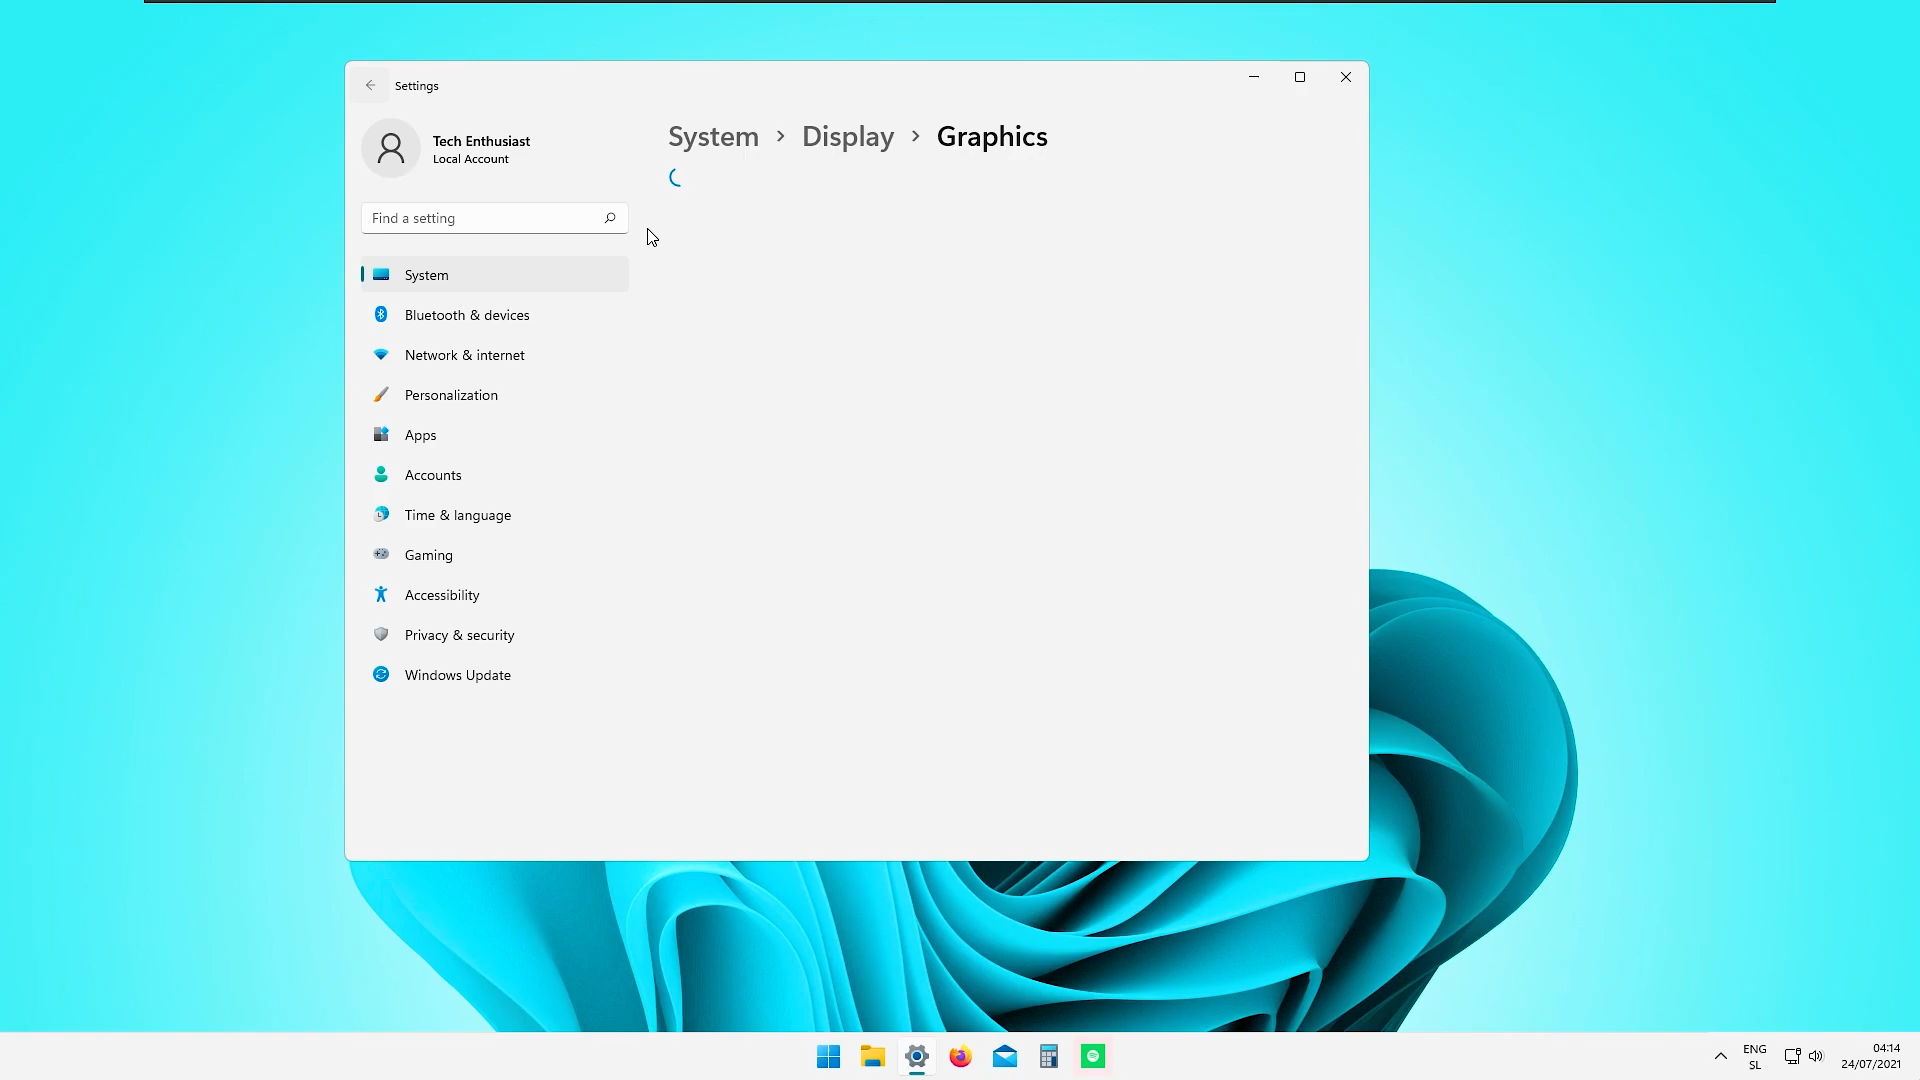 Settings
Tech Enthusiast
Local Account
Find a setting
System
Bluetooth & devices
Network & internet
Personalization
Apps
Accounts
Time & language
Gaming
Accessibility
Privacy & security
Windows Update
System › Display › Graphics
ENG
SL
04:14
24/07/2021